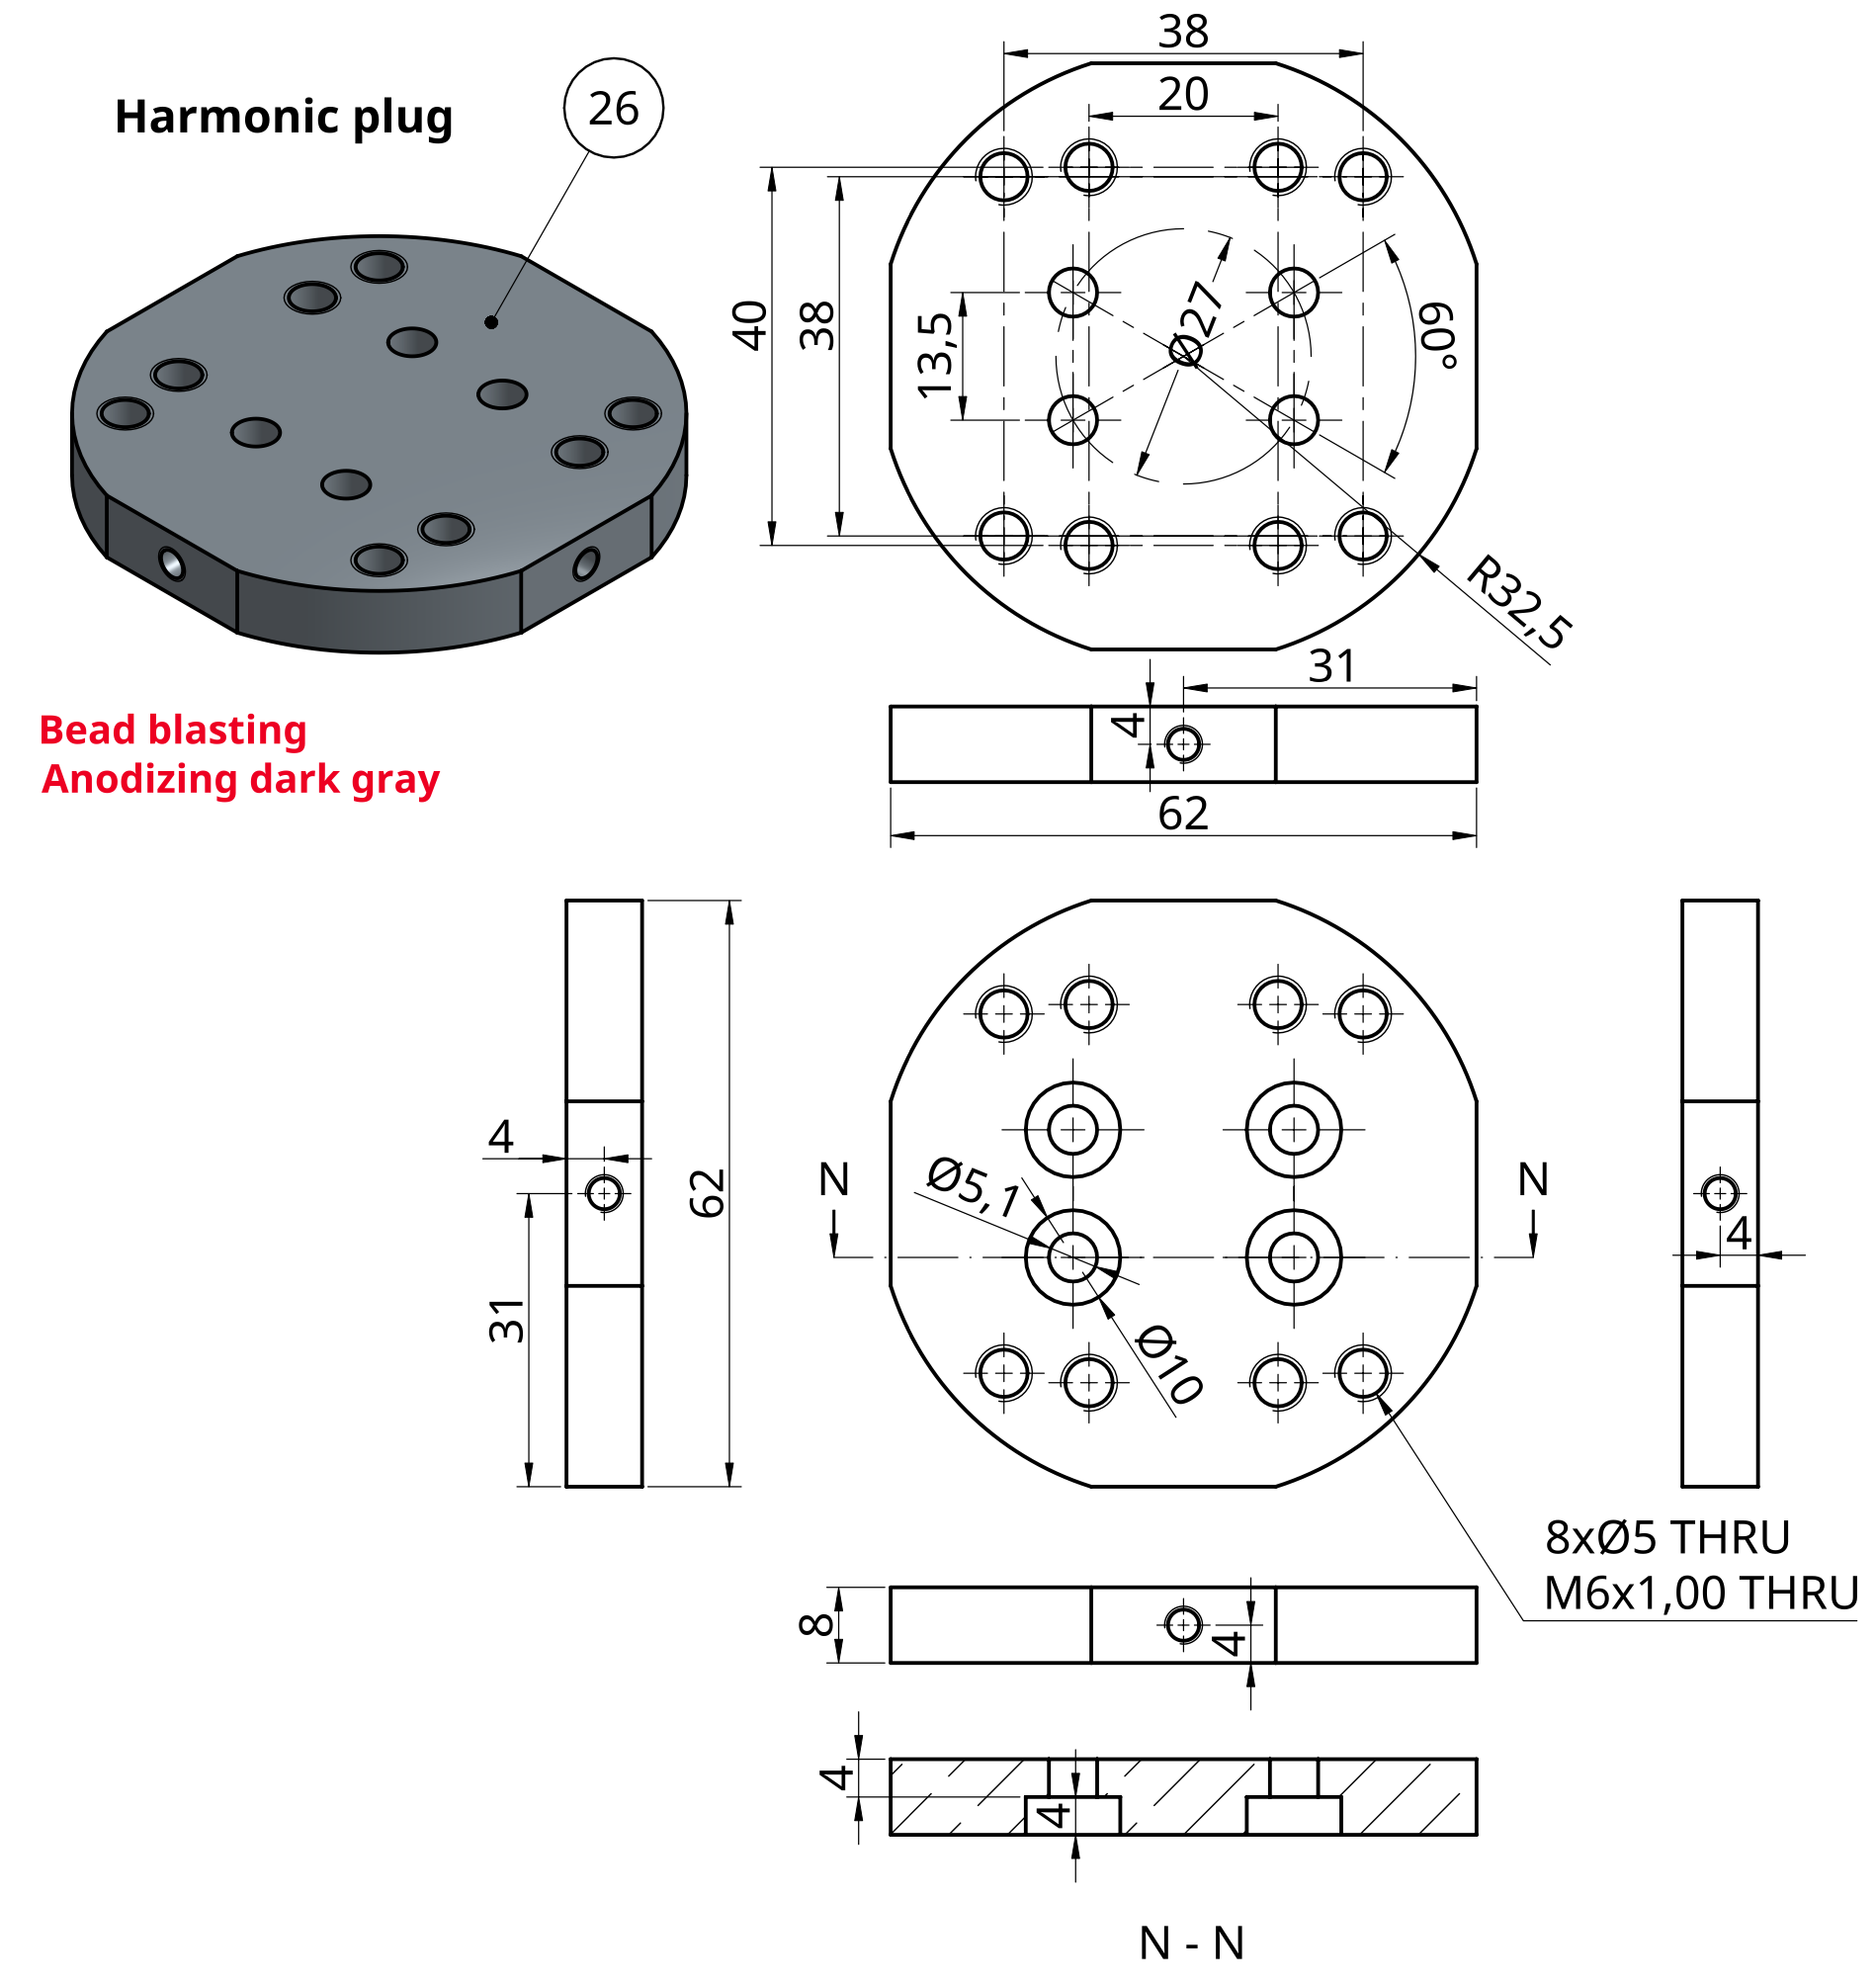 Harmonic plug
26
38
20
40
38
13,5
Ø27
60°
R32,5
Bead blasting
Anodizing dark gray
31
4
62
4
62
31
N
N
Ø5,1
Ø10
4
8xØ5 THRU
M6x1,00 THRU
8
4
4
4
N - N